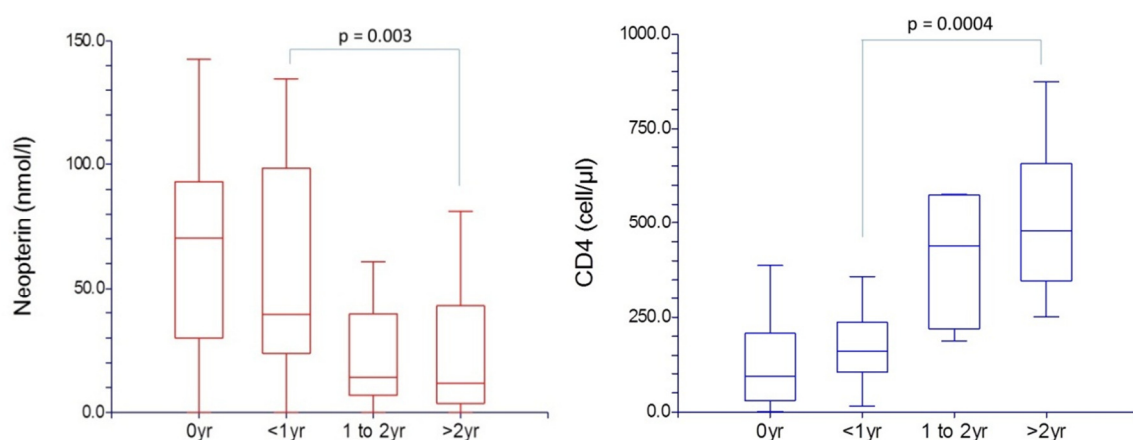 p = 0.003
150.0
100.0
50.0
0.0
Neopterin (nmol/l)
0yr
<1yr
1 to 2yr
>2yr
p = 0.0004
1000.0
750.0
500.0
250.0
0.0
CD4 (cell/µl)
0yr
<1yr
1 to 2yr
>2yr